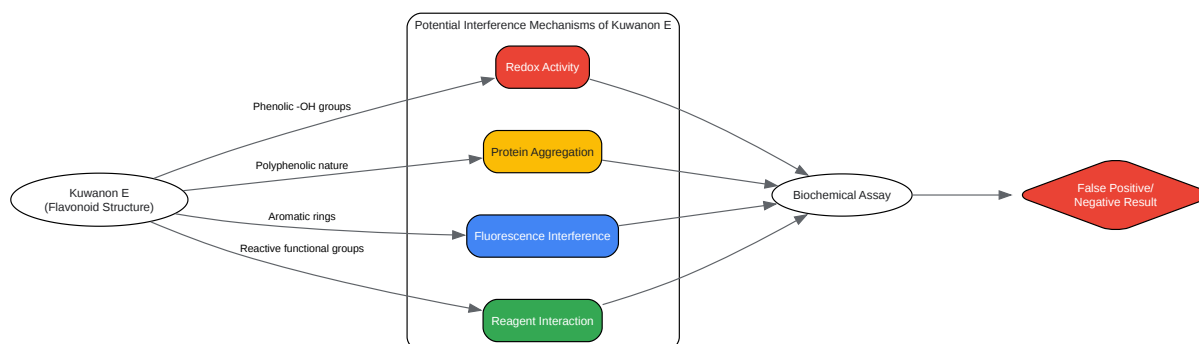 Potential Interference Mechanisms of Kuwanon E
Redox Activity
Phenolic -OH groups
Protein Aggregation
Polyphenolic nature
Kuwanon E
(Flavonoid Structure)
Biochemical Assay
False Positive/
Negative Result
Aromatic rings
Fluorescence Interference
Reactive functional groups
Reagent Interaction